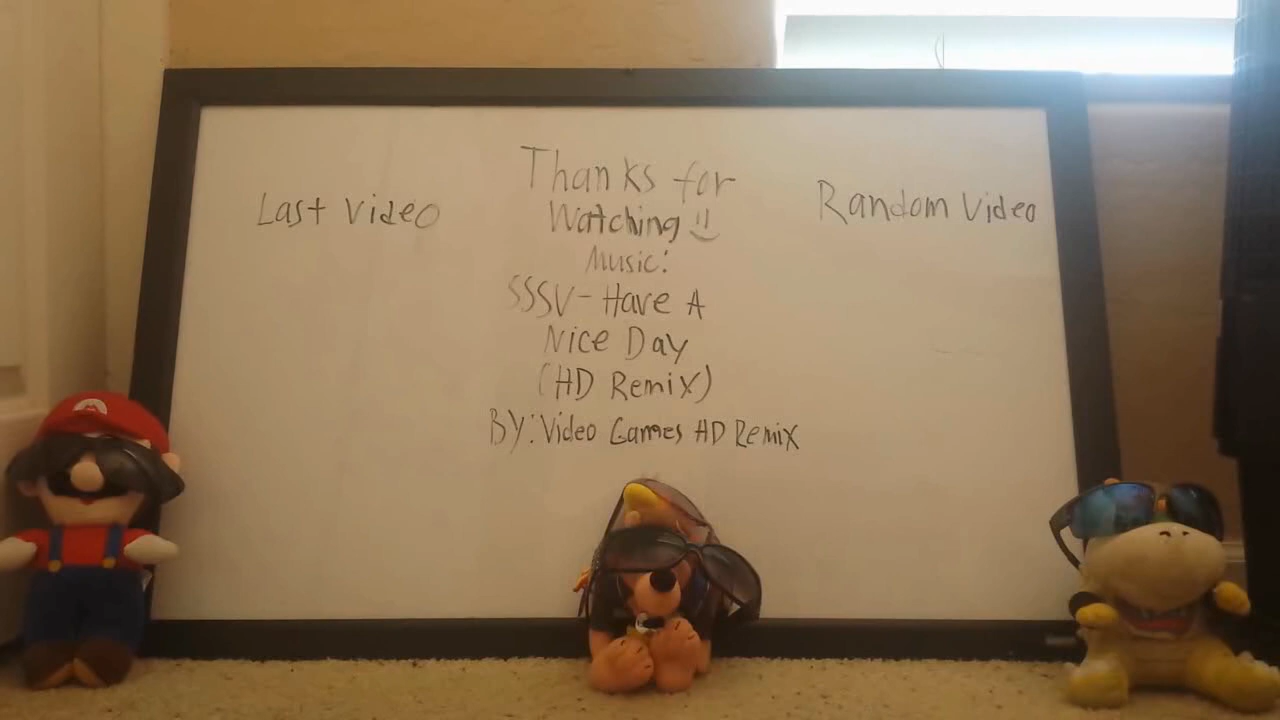 Last Video
Thanks for
Watching :)
Music:
SSSV-Have A
Nice Day
(HD Remix)
BY: Video Games HD Remix
Random Video
M